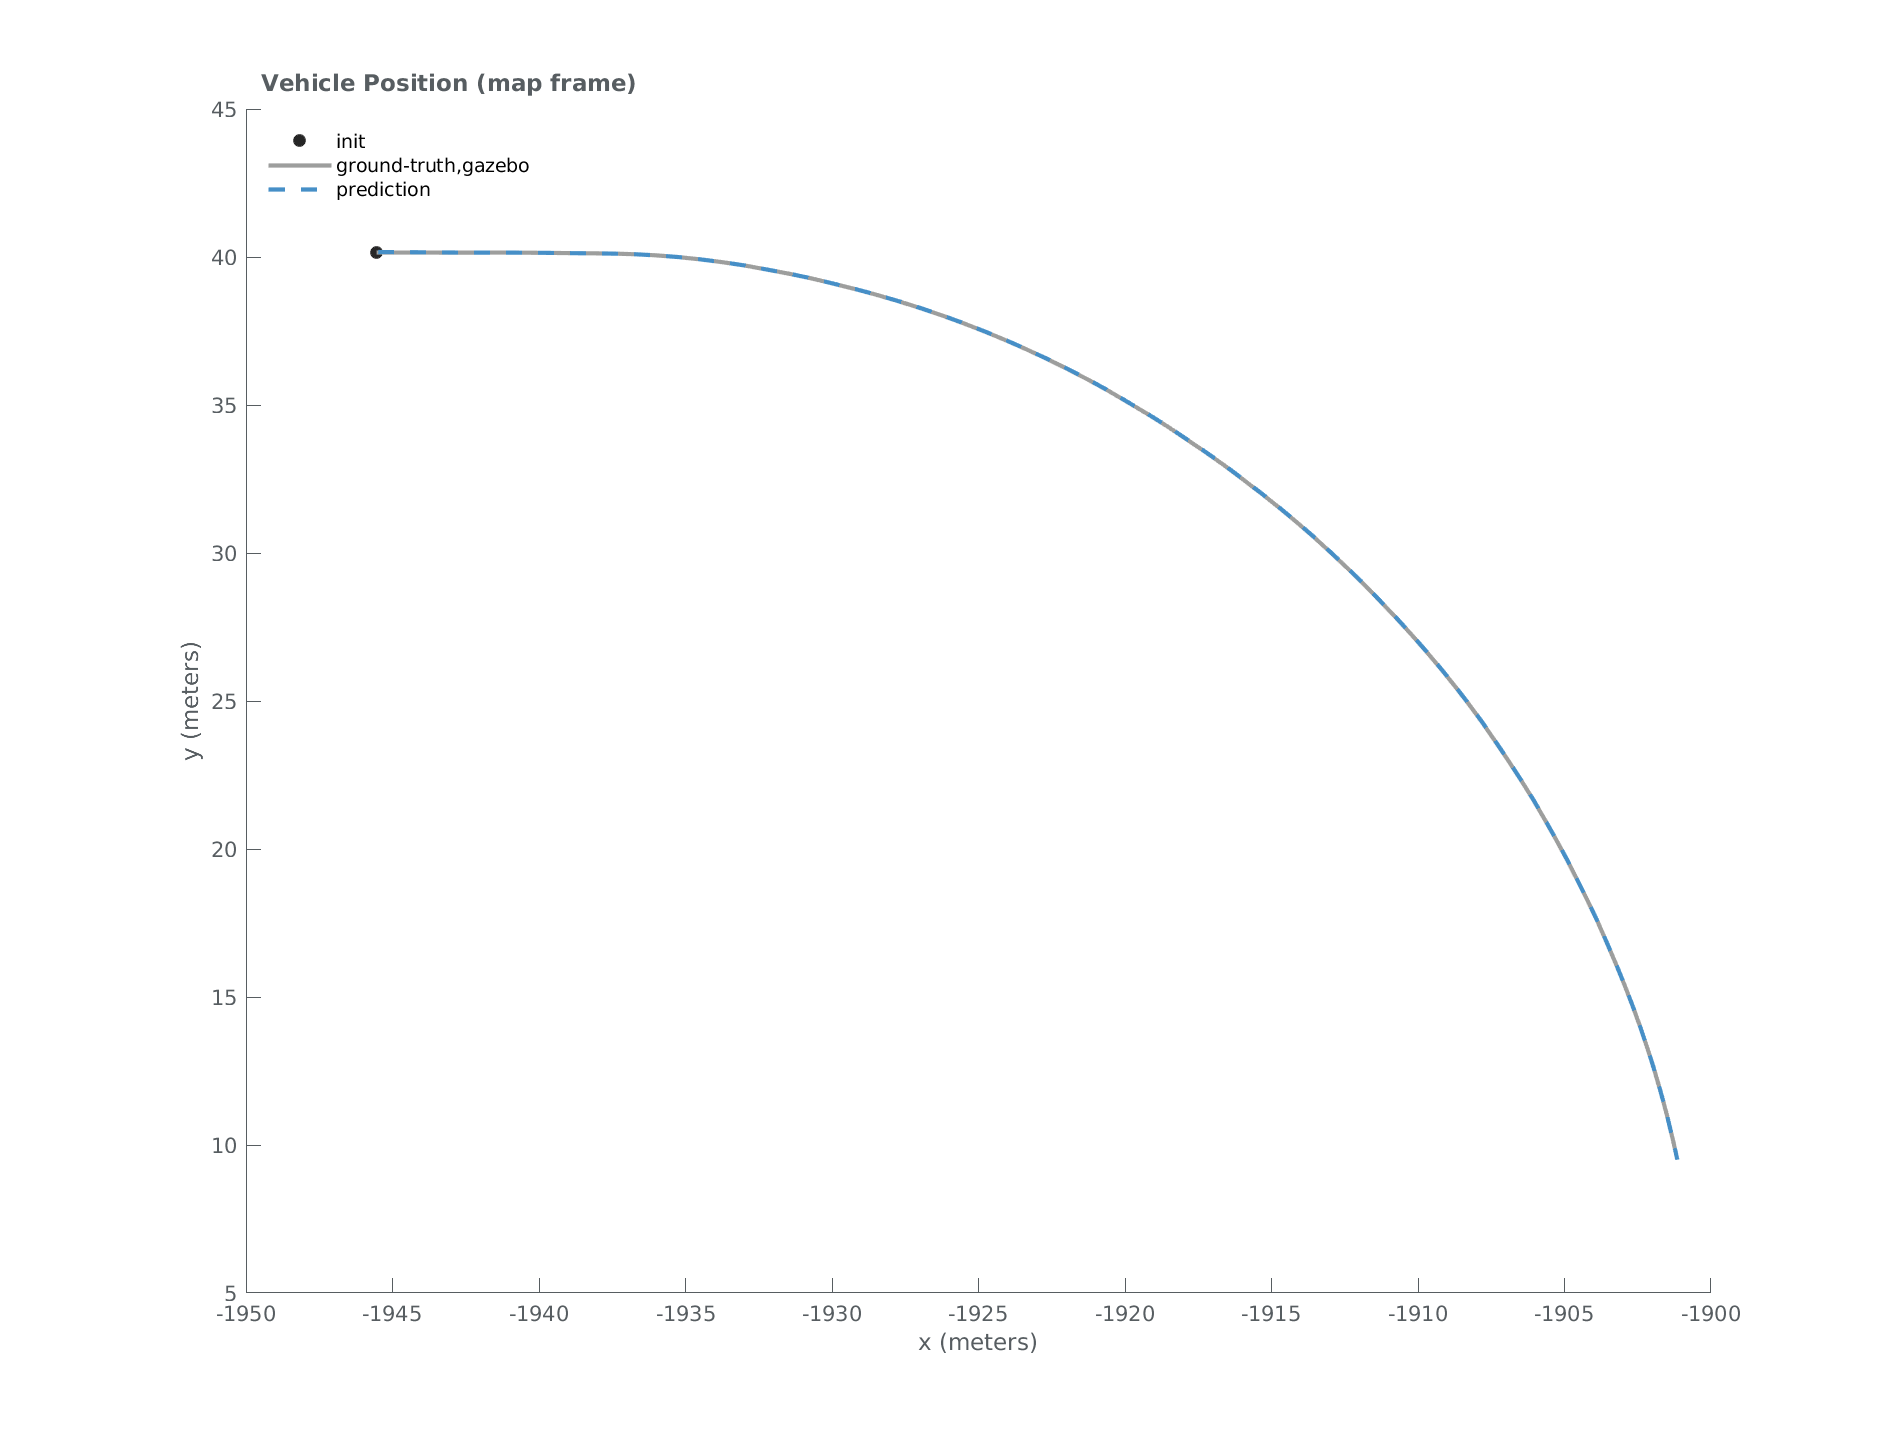 Vehicle Position (map frame)
45
init
ground-truth,gazebo
prediction
40
35
30
y (meters)
25
20
15
10
5
-1950 -1945 -1940 -1935 -1930 -1925 -1920 -1915 -1910 -1905 -1900
x (meters)